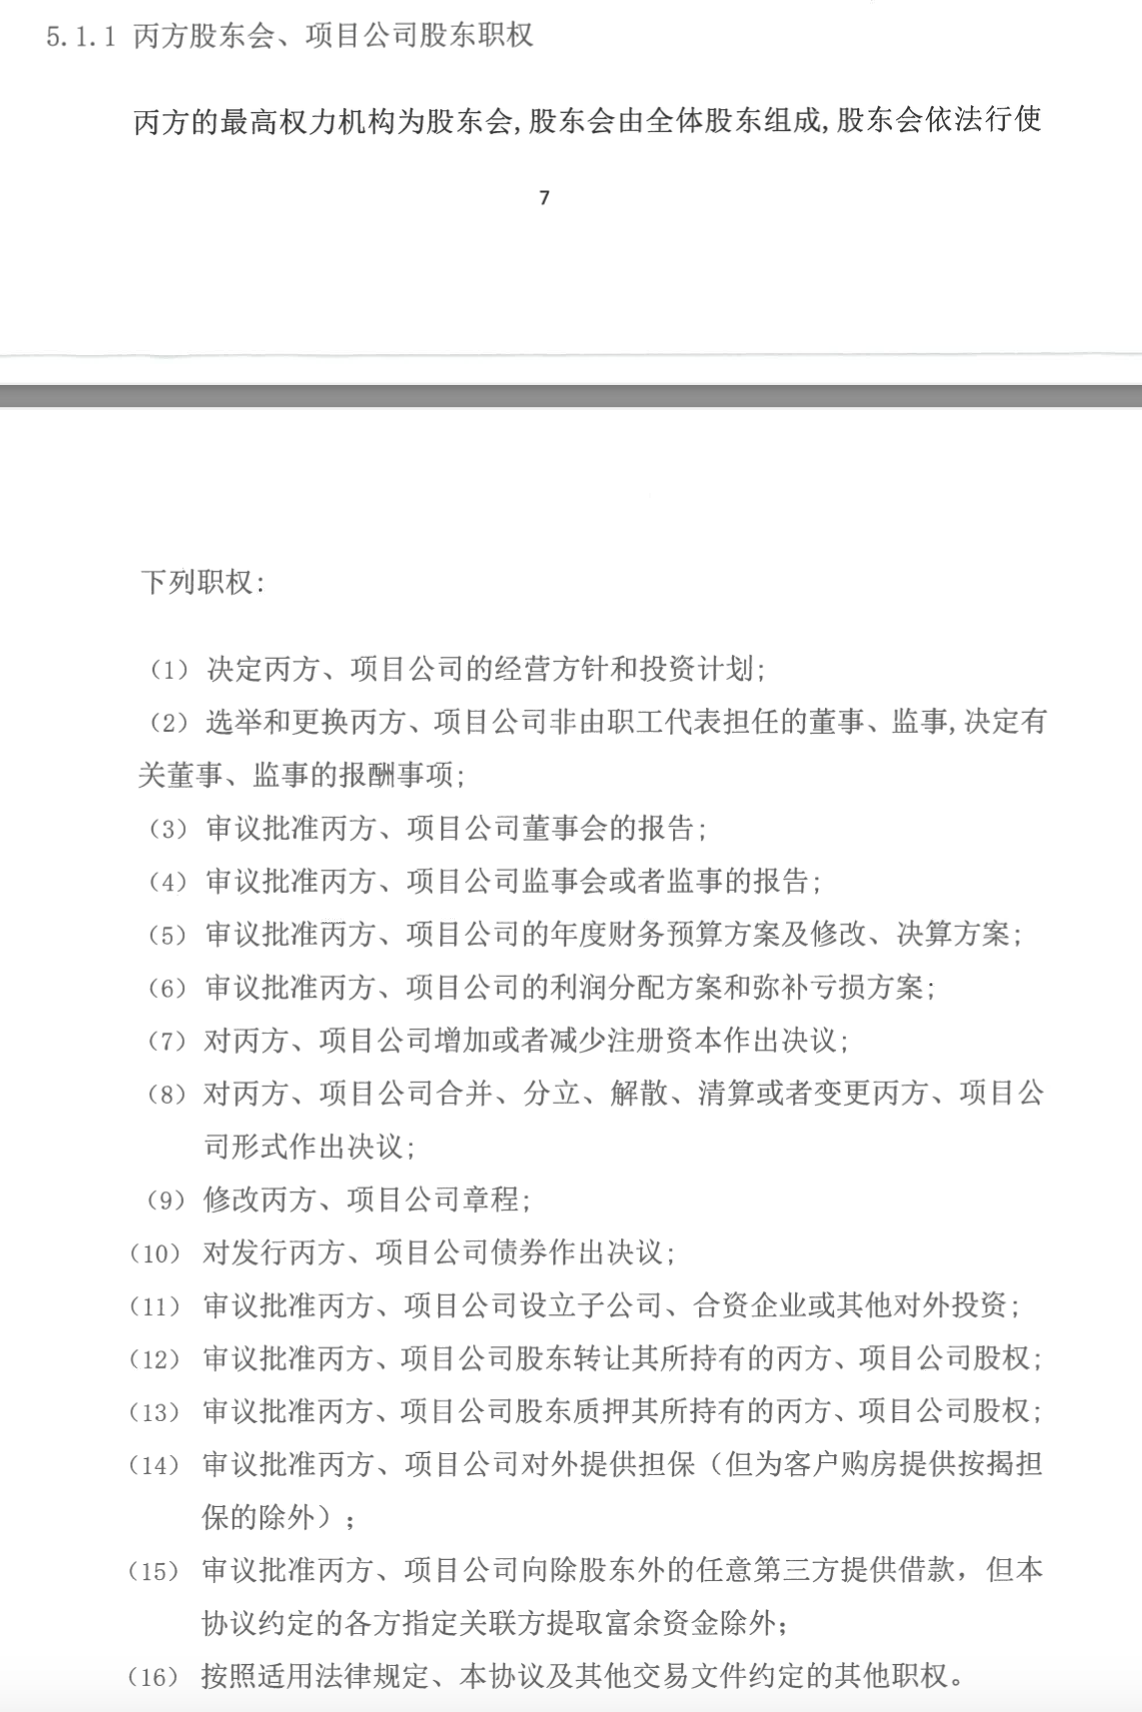 5.1.1 丙方股东会、项目公司股东职权
丙方的最高权力机构为股东会,股东会由全体股东组成,股东会依法行使
7
下列职权:
（1）决定丙方、项目公司的经营方针和投资计划;
（2）选举和更换丙方、项目公司非由职工代表担任的董事、监事,决定有
关董事、监事的报酬事项;
（3）审议批准丙方、项目公司董事会的报告;
（4）审议批准丙方、项目公司监事会或者监事的报告;
（5）审议批准丙方、项目公司的年度财务预算方案及修改、决算方案;
（6）审议批准丙方、项目公司的利润分配方案和弥补亏损方案;
（7）对丙方、项目公司增加或者减少注册资本作出决议;
（8）对丙方、项目公司合并、分立、解散、清算或者变更丙方、项目公
司形式作出决议;
（9）修改丙方、项目公司章程;
（10）对发行丙方、项目公司债券作出决议;
（11）审议批准丙方、项目公司设立子公司、合资企业或其他对外投资;
（12）审议批准丙方、项目公司股东转让其所持有的丙方、项目公司股权;
（13）审议批准丙方、项目公司股东质押其所持有的丙方、项目公司股权;
（14）审议批准丙方、项目公司对外提供担保（但为客户购房提供按揭担
保的除外）;
（15）审议批准丙方、项目公司向除股东外的任意第三方提供借款，但本
协议约定的各方指定关联方提取富余资金除外;
（16）按照适用法律规定、本协议及其他交易文件约定的其他职权。